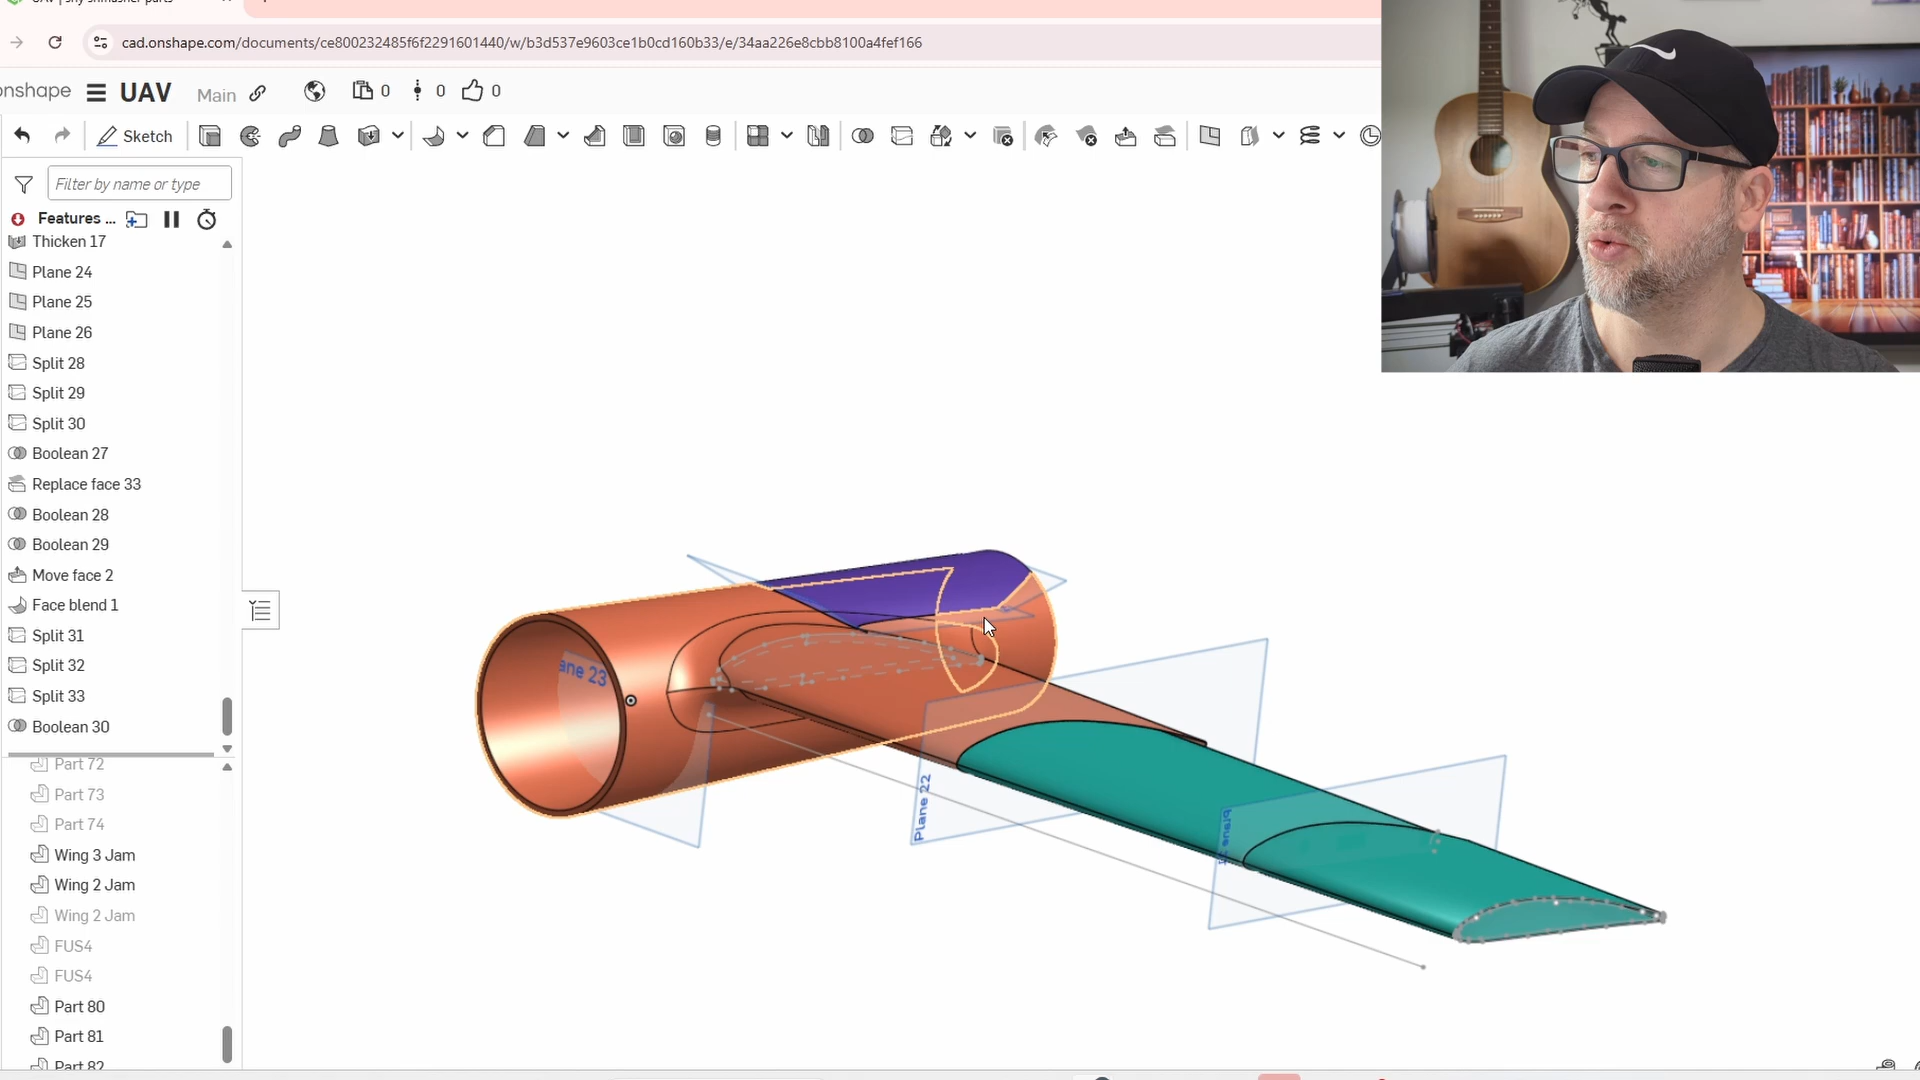 cad.onshape.com/documents/ce800232485f6f2291601440/w/b3d537e9603ce1b0cd160b33/e/34aa226e8cbb8100a4fef166
onshape UAV Main 0 0 0
Sketch
Filter by name or type
Features ...
Thicken 17
Plane 24
Plane 25
Plane 26
Split 28
Split 29
Split 30
Boolean 27
Replace face 33
Boolean 28
Boolean 29
Move face 2
Face blend 1
Split 31
Split 32
Split 33
Boolean 30
Part 72
Part 73
Part 74
Wing 3 Jam
Wing 2 Jam
Wing 2 Jam
FUS4
FUS4
Part 80
Part 81
Part 82
ane 23
Plane 22